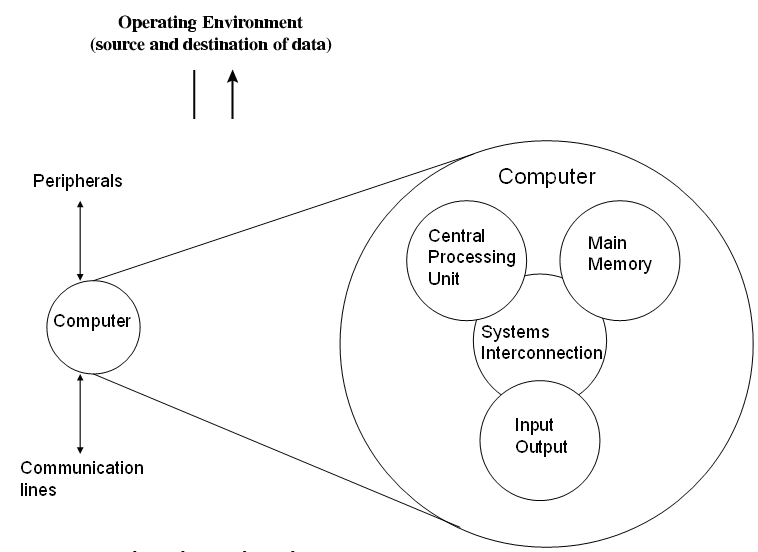 Operating Environment
(source and destination of data)
Peripherals
Computer
Communication
lines
Computer
Central
Processing
Unit
Main
Memory
Systems
Interconnection
Input
Output